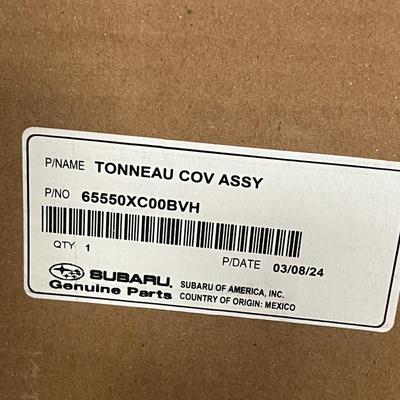 P/NAME TONNEAU COV ASSY
P/NO 65550XC00BVH
QTY 1 P/DATE 03/08/24
SUBARU. SUBARU OF AMERICA, INC.
Genuine Parts COUNTRY OF ORIGIN: MEXICO